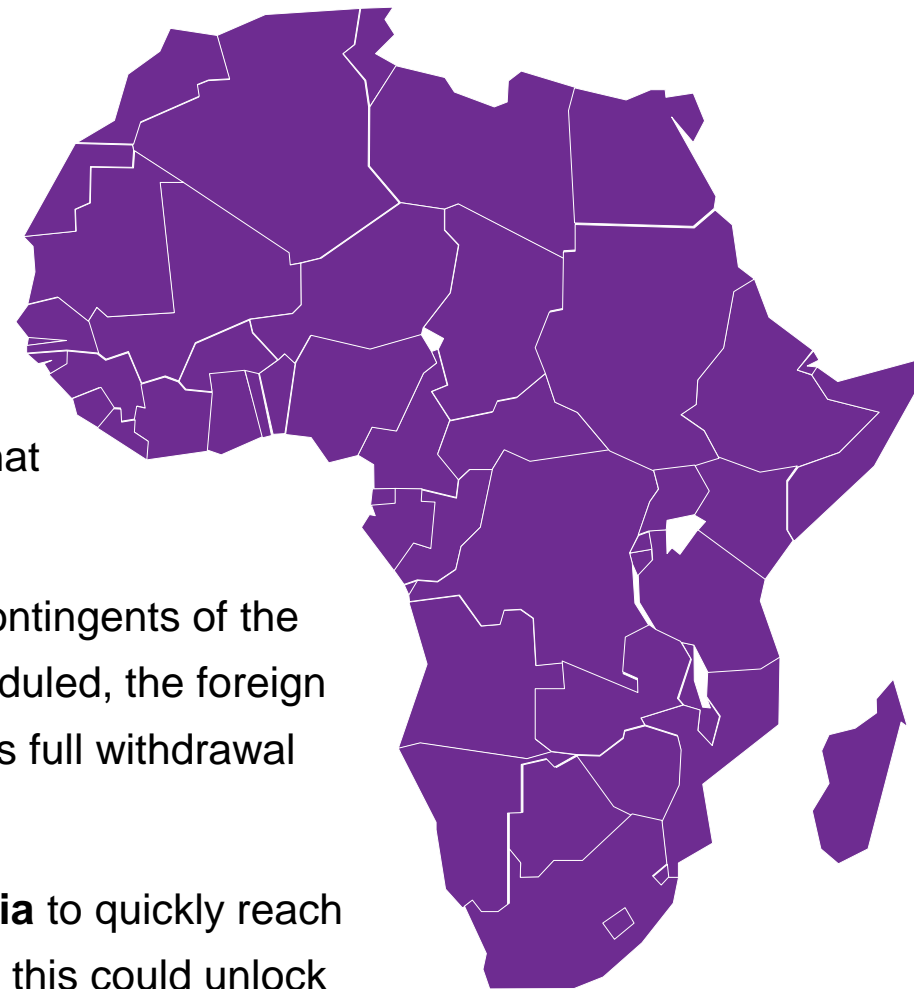 hat
ontingents of the
duled, the foreign
s full withdrawal
ia to quickly reach
this could unlock